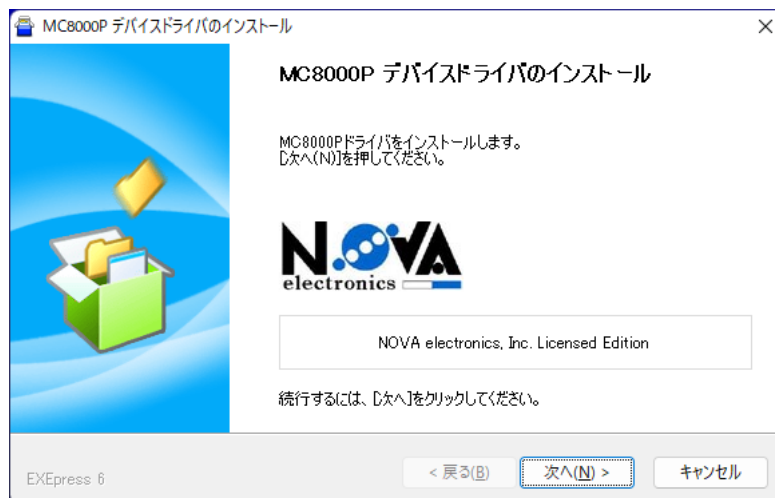 MC8000P デバイスドライバのインストール
MC8000P デバイスドライバのインストール
MC8000Pドライバをインストールします。
[次へ(N)]を押してください。
NOVA
electronics
NOVA electronics, Inc. Licensed Edition
続行するには、[次へ]をクリックしてください。
EXEpress 6
< 戻る(B)
次へ(N) >
キャンセル